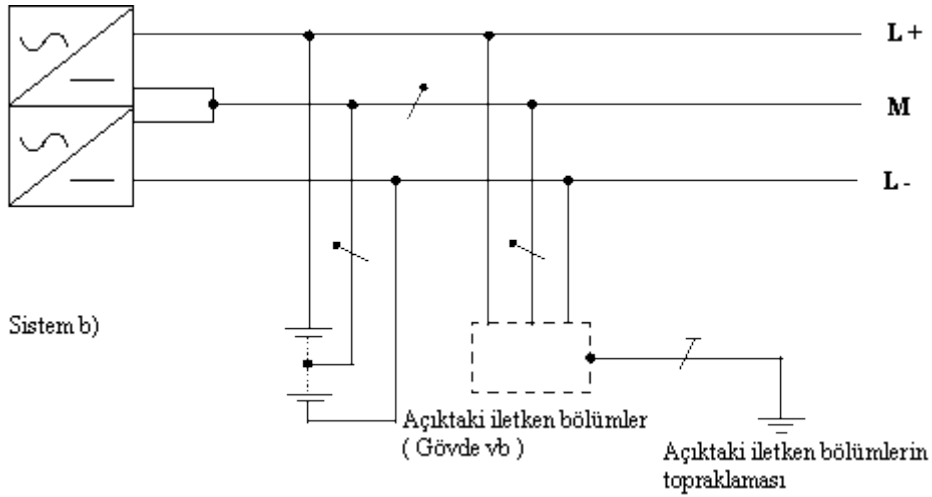 L+
M
L-
Sistem b)
Açıktaki iletken bölümler
( Gövde vb )
Açıktaki iletken bölümlerin
topraklaması